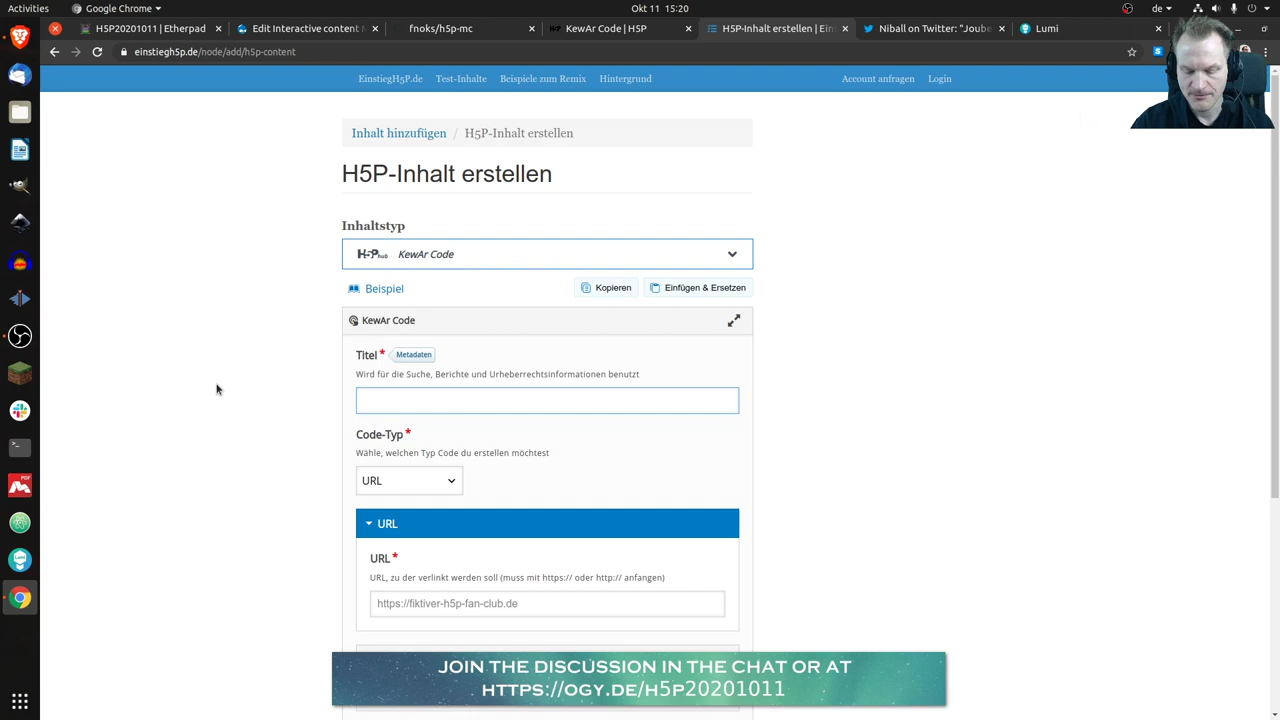 Activities
Google Chrome
Okt 11 15:20
H5P20201011 | Etherpad
Edit Interactive content M
fnoks/h5p-mc
KewAr Code | H5P
H5P-Inhalt erstellen | Eins
Niball on Twitter: "Joube
Lumi
einstiegh5p.de/node/add/h5p-content
EinstiegH5P.de
Test-Inhalte
Beispiele zum Remix
Hintergrund
Account anfragen
Login
Inhalt hinzufügen / H5P-Inhalt erstellen
H5P-Inhalt erstellen
Inhaltstyp
H5P hub KewAr Code
Beispiel
Kopieren
Einfügen & Ersetzen
KewAr Code
Titel* Metadaten
Wird für die Suche, Berichte und Urheberrechtsinformationen benutzt
Code-Typ*
Wähle, welchen Typ Code du erstellen möchtest
URL
URL
URL*
URL, zu der verlinkt werden soll (muss mit https:// oder http:// anfangen)
https://fiktiver-h5p-fan-club.de
JOIN THE DISCUSSION IN THE CHAT OR AT
HTTPS://OGY.DE/H5P20201011